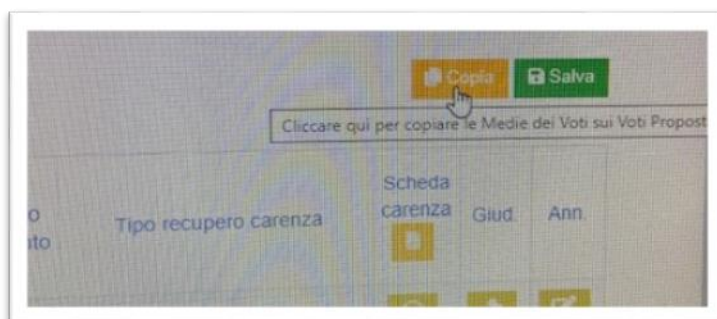 Copia Salva
Cliccare qui per copiare le Medie dei Voti sui Voti Propost
Scheda
o Tipo recupero carenza carenza Giud. Ann.
ito